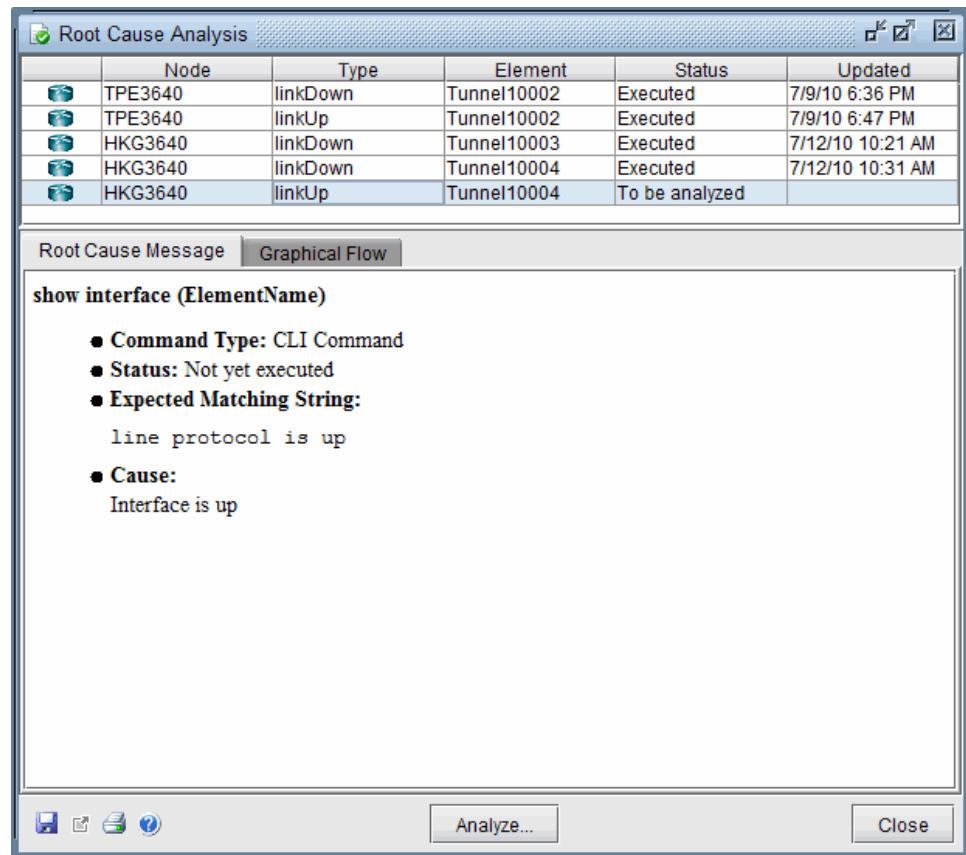 Root Cause Analysis
Node Type Element Status Updated
TPE3640 linkDown Tunnel10002 Executed 7/9/10 6:36 PM
TPE3640 linkUp Tunnel10002 Executed 7/9/10 6:47 PM
HKG3640 linkDown Tunnel10003 Executed 7/12/10 10:21 AM
HKG3640 linkDown Tunnel10004 Executed 7/12/10 10:31 AM
HKG3640 linkUp Tunnel10004 To be analyzed
Root Cause Message Graphical Flow
show interface (ElementName)
Command Type: CLI Command
Status: Not yet executed
Expected Matching String:
line protocol is up
Cause:
Interface is up
Analyze... Close